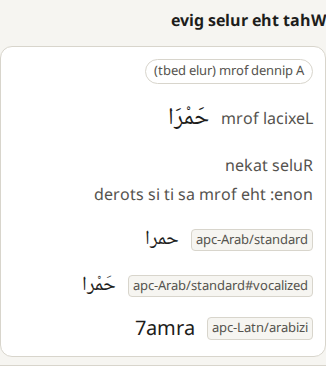 evig selur eht tahW
(tbed elur) mrof dennip A
mrof lacixeL حَمْرَا
nekat seluR
derots si ti sa mrof eht :enon
apc-Arab/standard حمرا
apc-Arab/standard#vocalized حَمْرا
apc-Latn/arabizi 7amra